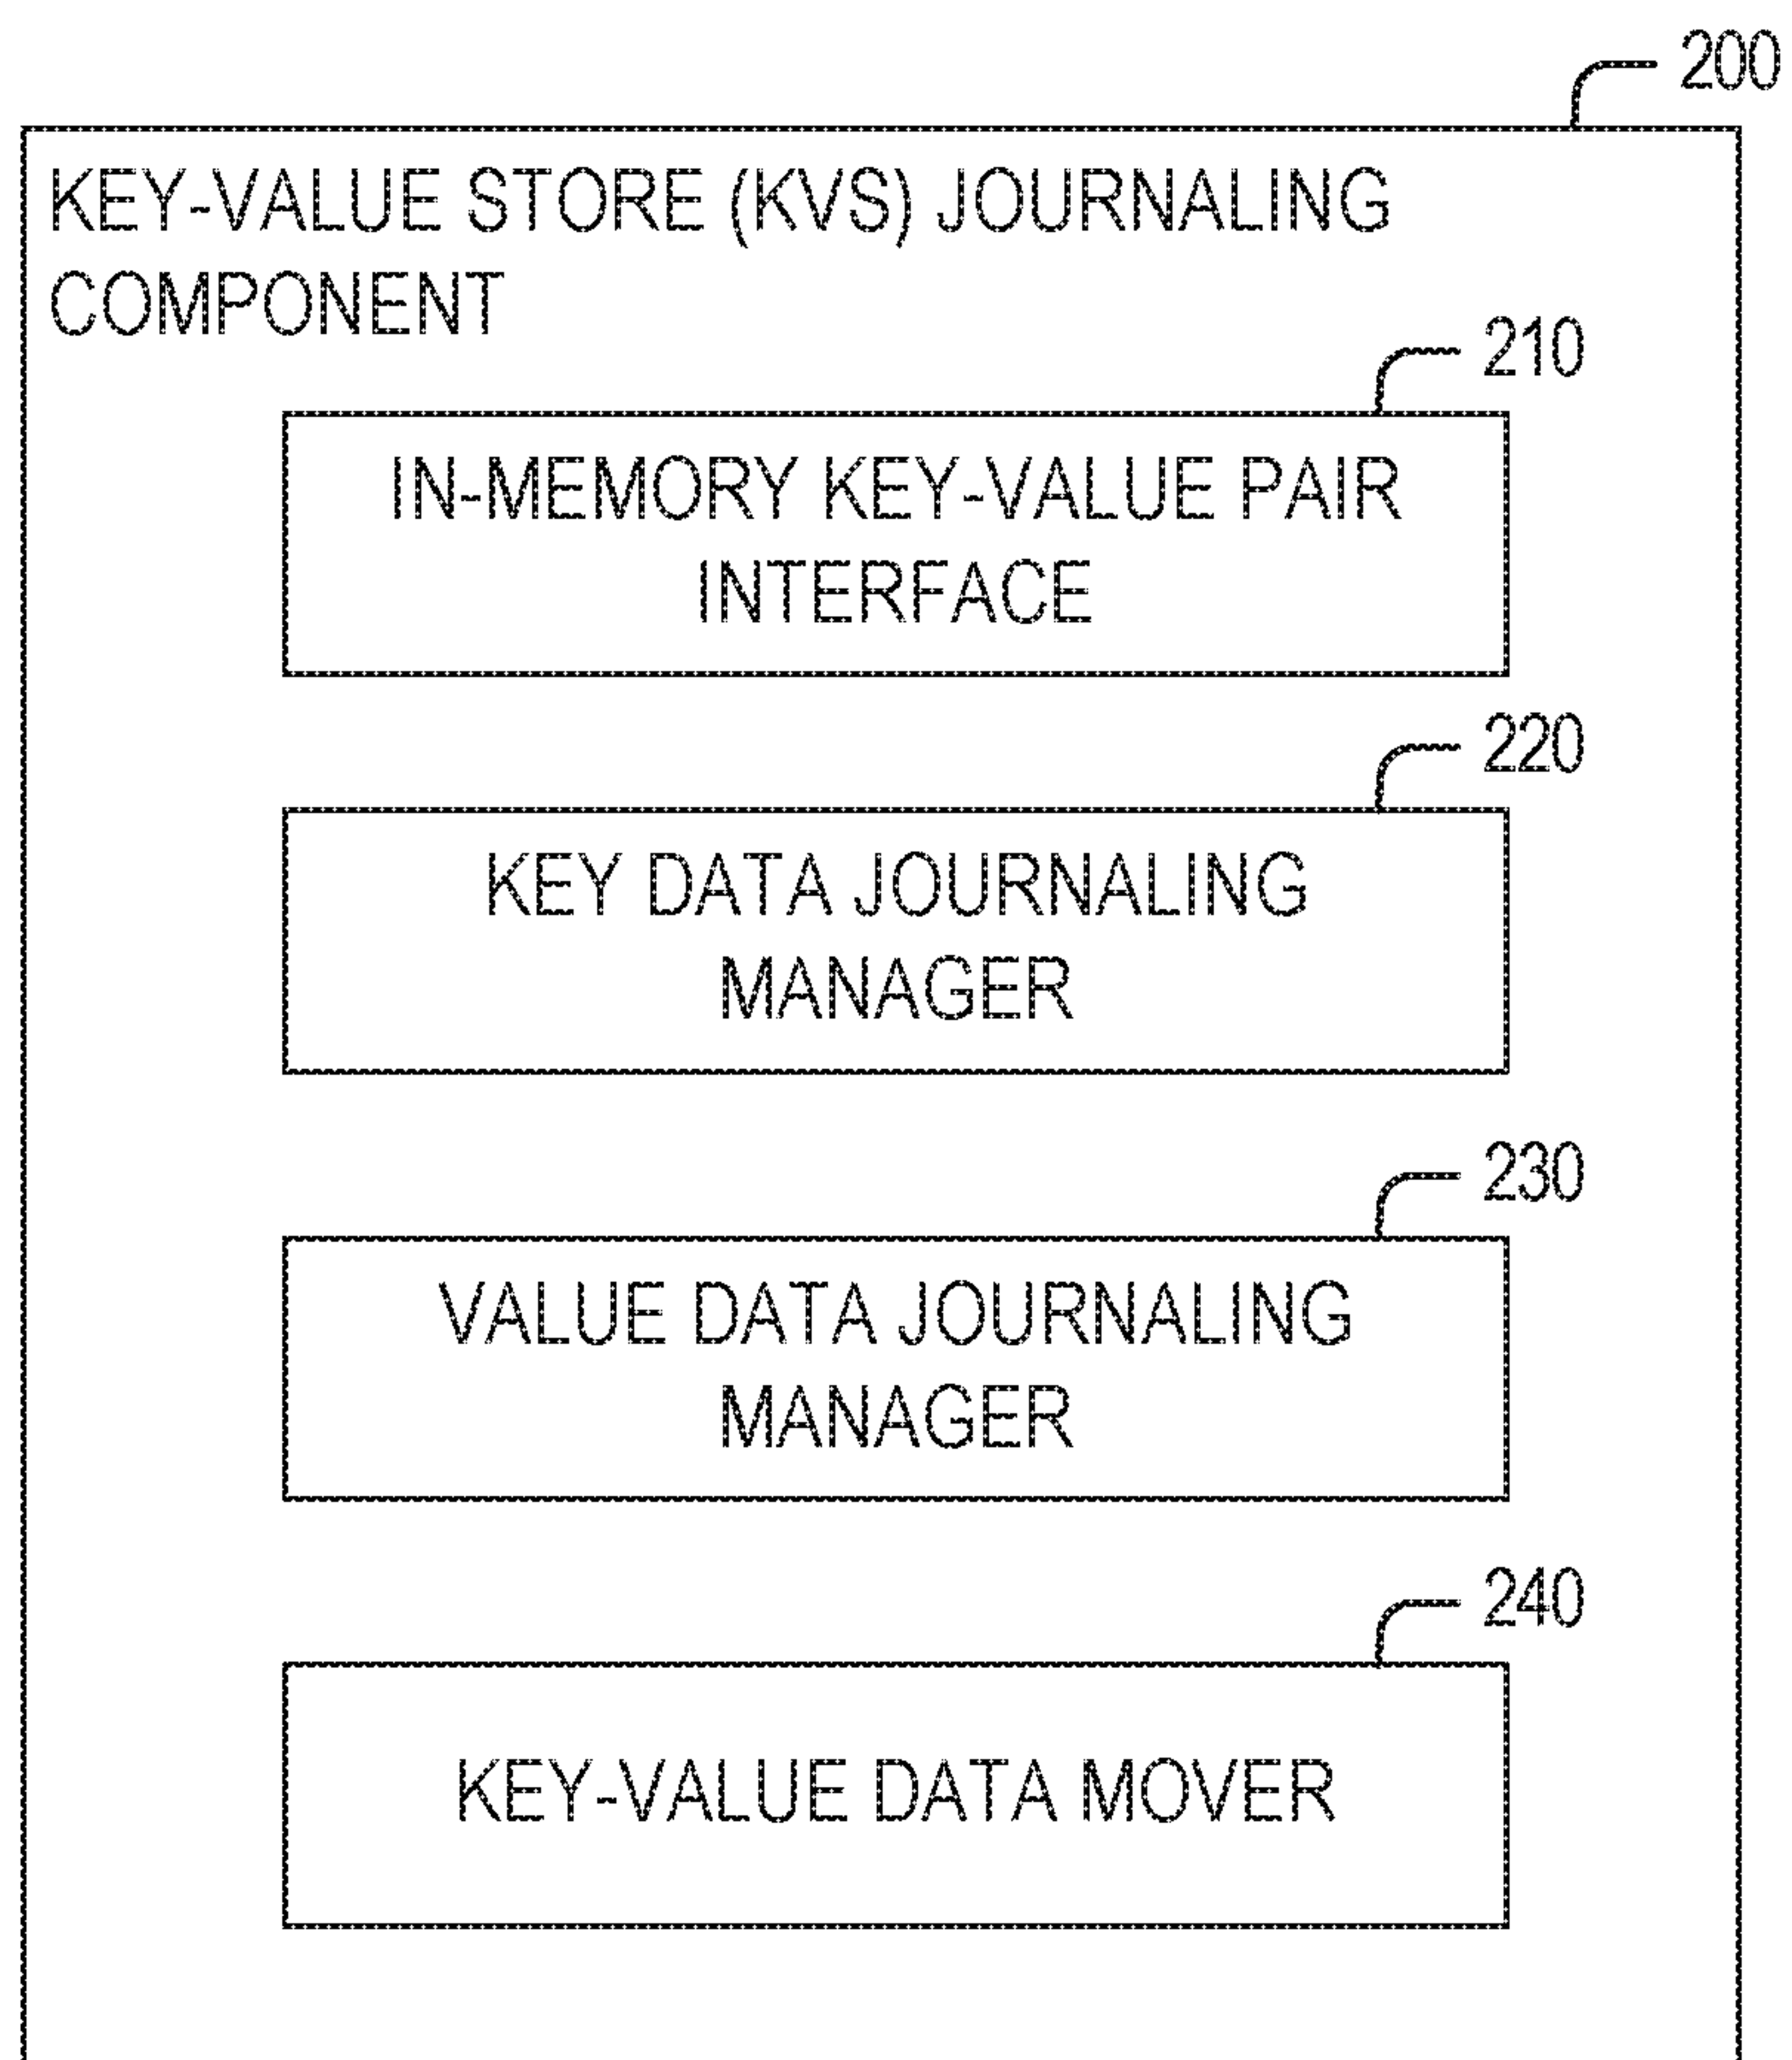 200
KEY-VALUE STORE (KVS) JOURNALING
COMPONENT
210
IN-MEMORY KEY-VALUE PAIR
INTERFACE
220
KEY DATA JOURNALING
MANAGER
230
VALUE DATA JOURNALING
MANAGER
240
KEY-VALUE DATA MOVER